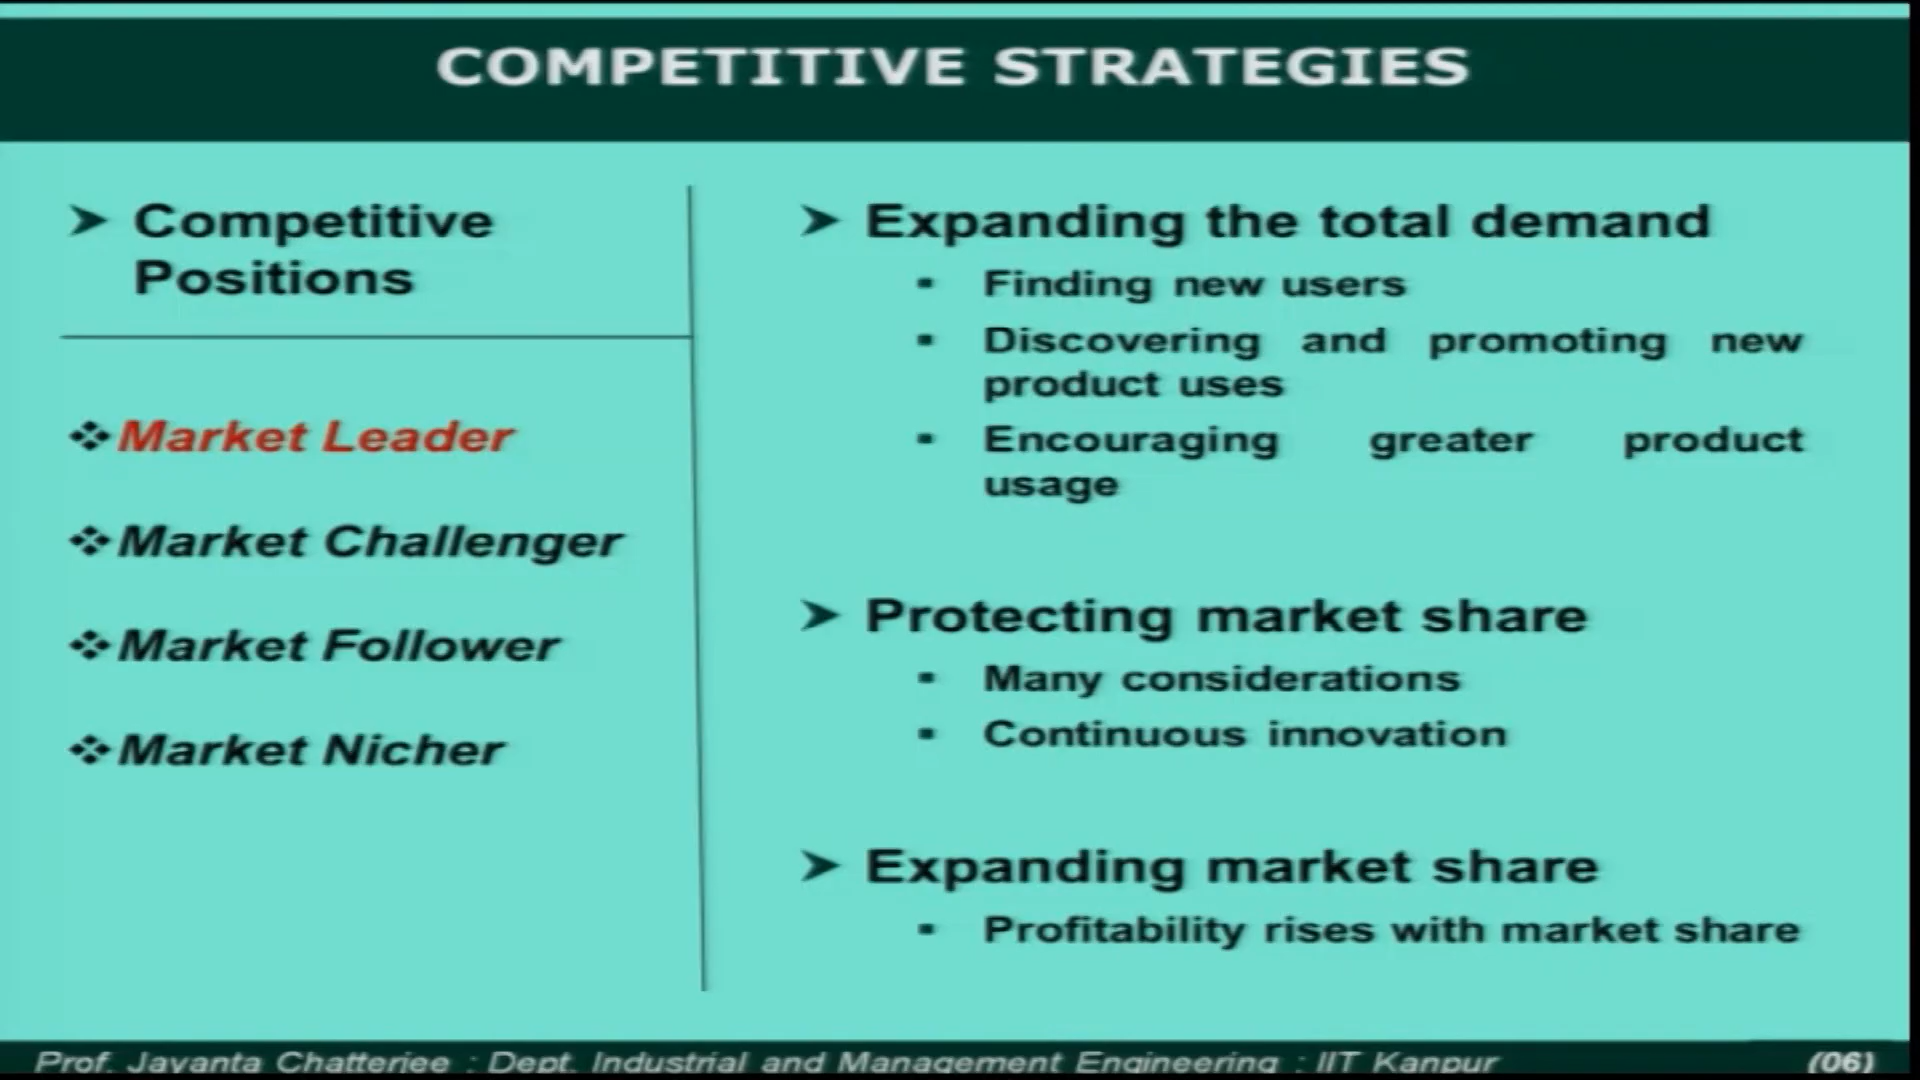 COMPETITIVE STRATEGIES
Competitive
Positions
Market Leader
Market Challenger
Market Follower
Market Nicher
Expanding the total demand
Finding new users
Discovering and promoting new
product uses
Encouraging greater product
usage
Protecting market share
Many considerations
Continuous innovation
Expanding market share
Profitability rises with market share
Prof. Jayanta Chatterjee : Dept. Industrial and Management Engineering : IIT Kanpur (06)